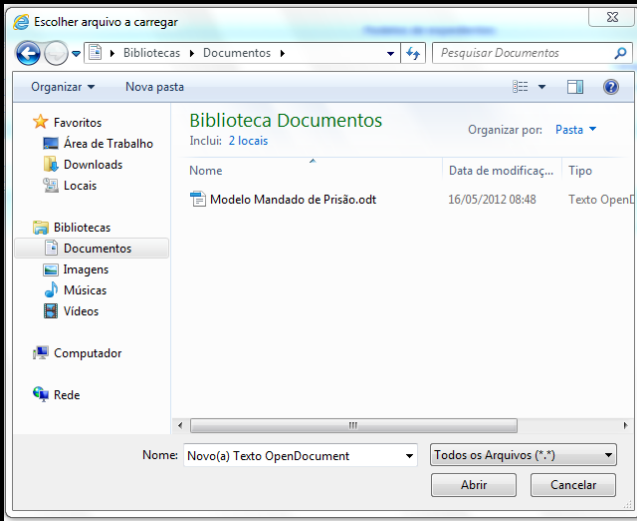 Escolher arquivo a carregar
Bibliotecas Documentos
Pesquisar Documentos
Organizar Nova pasta
Favoritos
Área de Trabalho
Downloads
Locais
Bibliotecas
Documentos
Imagens
Músicas
Vídeos
Computador
Rede
Biblioteca Documentos
Inclui: 2 locais
Organizar por: Pasta
Nome Data de modificaç... Tipo
Modelo Mandado de Prisão.odt 16/05/2012 08:48 Texto OpenD
Nome: Novo(a) Texto OpenDocument Todos os Arquivos (*.*)
Abrir Cancelar